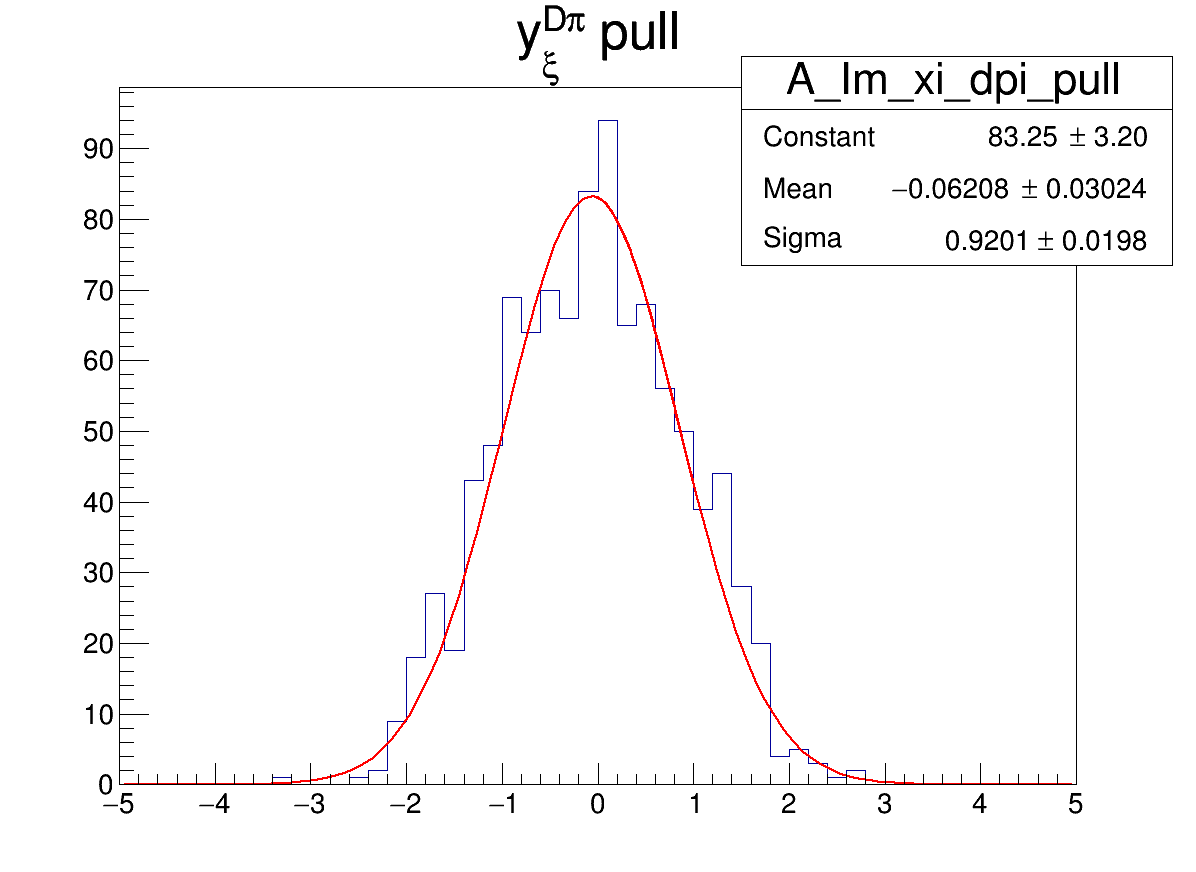 y_ξ^Dπ pull
A_Im_xi_dpi_pull
Constant 83.25 ± 3.20
Mean −0.06208 ± 0.03024
Sigma 0.9201 ± 0.0198
90
80
70
60
50
40
30
20
10
0
−5 −4 −3 −2 −1 0 1 2 3 4 5